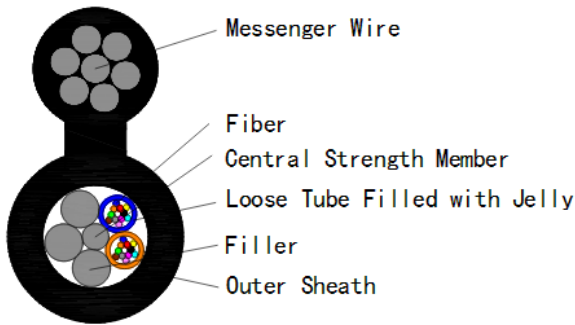 Messenger Wire
Fiber
Central Strength Member
Loose Tube Filled with Jelly
Filler
Outer Sheath